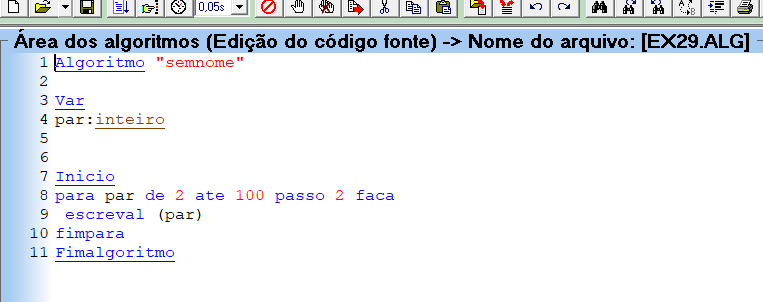 0,05s
Área dos algoritmos (Edição do código fonte) -> Nome do arquivo: [EX29.ALG]
1 Algoritmo "semnome"
2
3 Var
4 par:inteiro
5
6
7 Inicio
8 para par de 2 ate 100 passo 2 faca
9 escreval (par)
10 fimpara
11 Fimalgoritmo